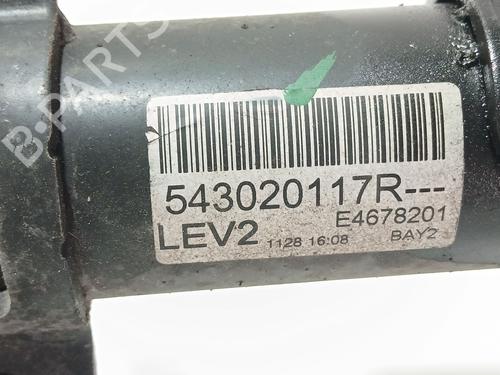 B-PARTS
543020117R---
E4678201
LEV2 1128 16:08 BAY2